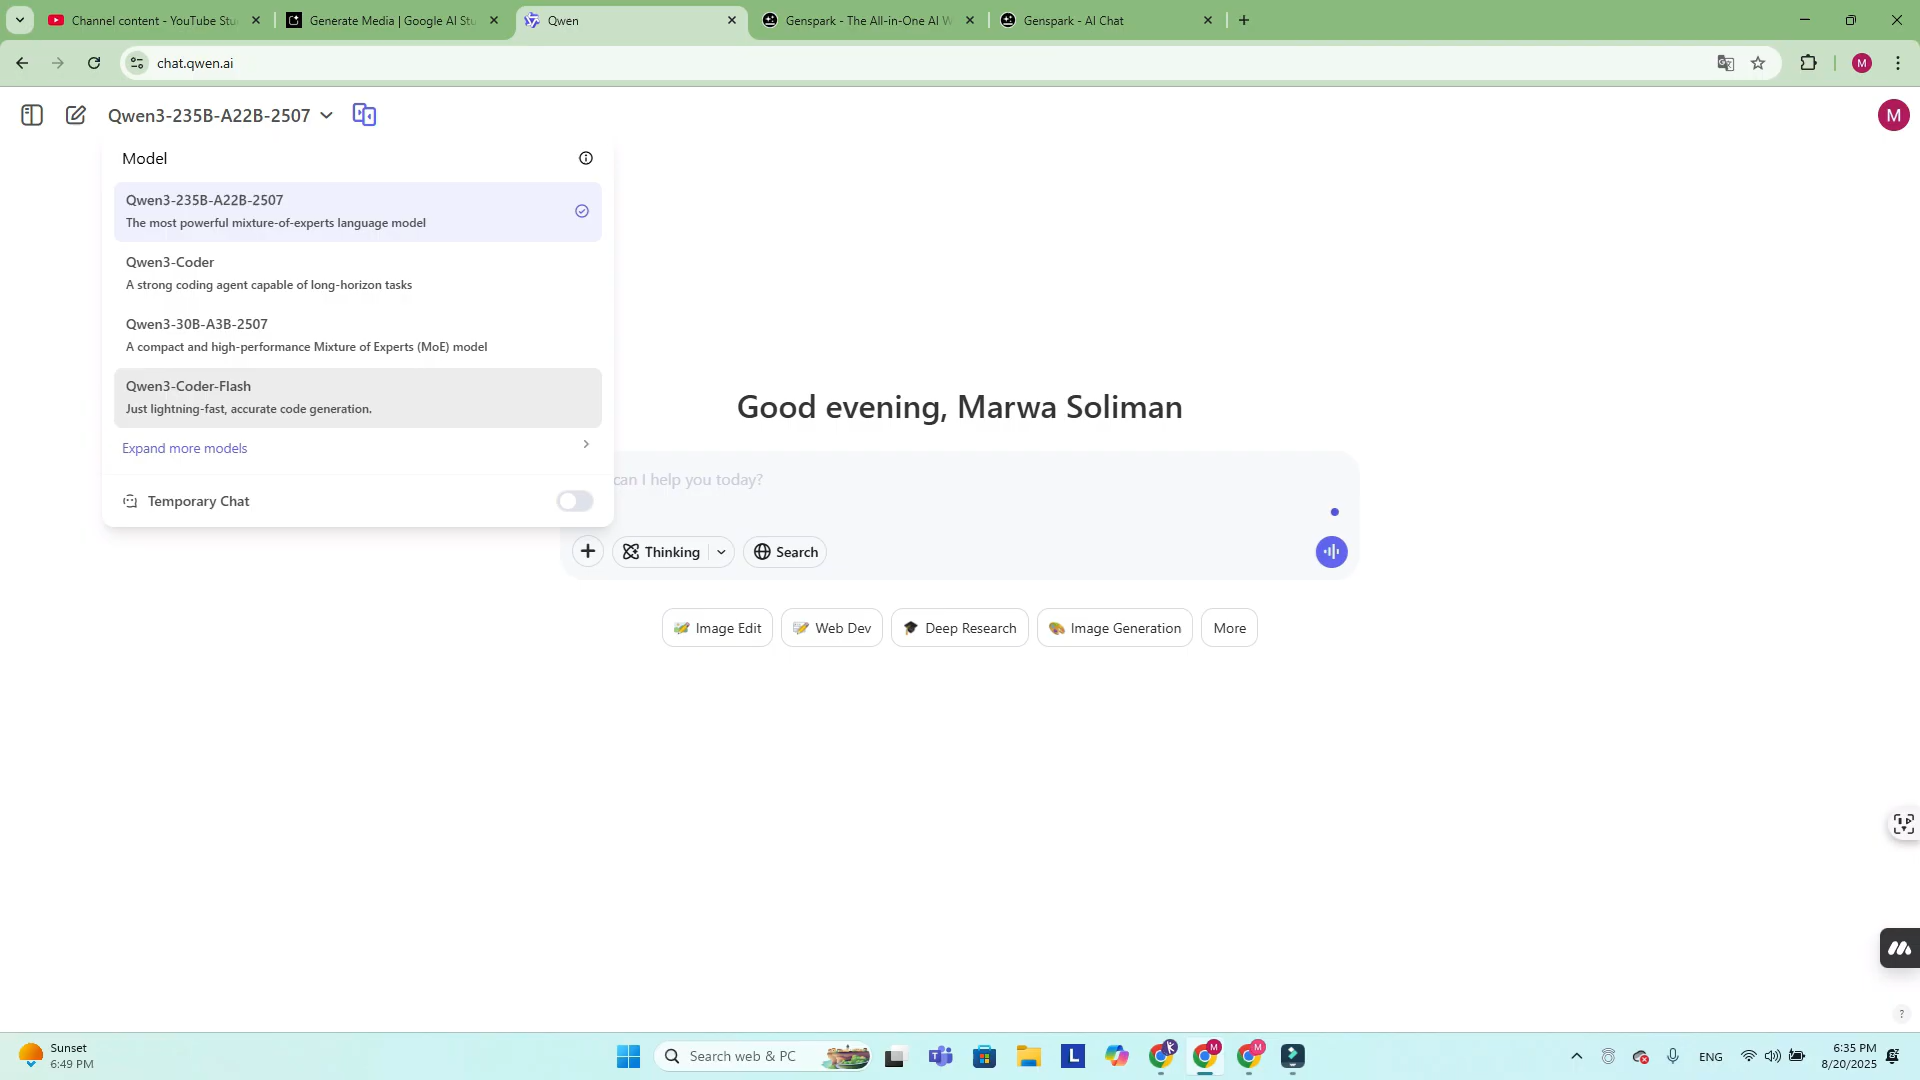 Channel content - YouTube Stu
Generate Media | Google AI Stu
Qwen
Genspark - The All-in-One AI W
Genspark - AI Chat
chat.qwen.ai
M
Qwen3-235B-A22B-2507
M
Model
Qwen3-235B-A22B-2507
The most powerful mixture-of-experts language model
Qwen3-Coder
A strong coding agent capable of long-horizon tasks
Qwen3-30B-A3B-2507
A compact and high-performance Mixture of Experts (MoE) model
Qwen3-Coder-Flash
Just lightning-fast, accurate code generation.
Expand more models
Temporary Chat
Good evening, Marwa Soliman
can I help you today?
Thinking
Search
Image Edit
Web Dev
Deep Research
Image Generation
More
?
Sunset
6:49 PM
Search web & PC
L
ENG
6:35 PM
8/20/2025